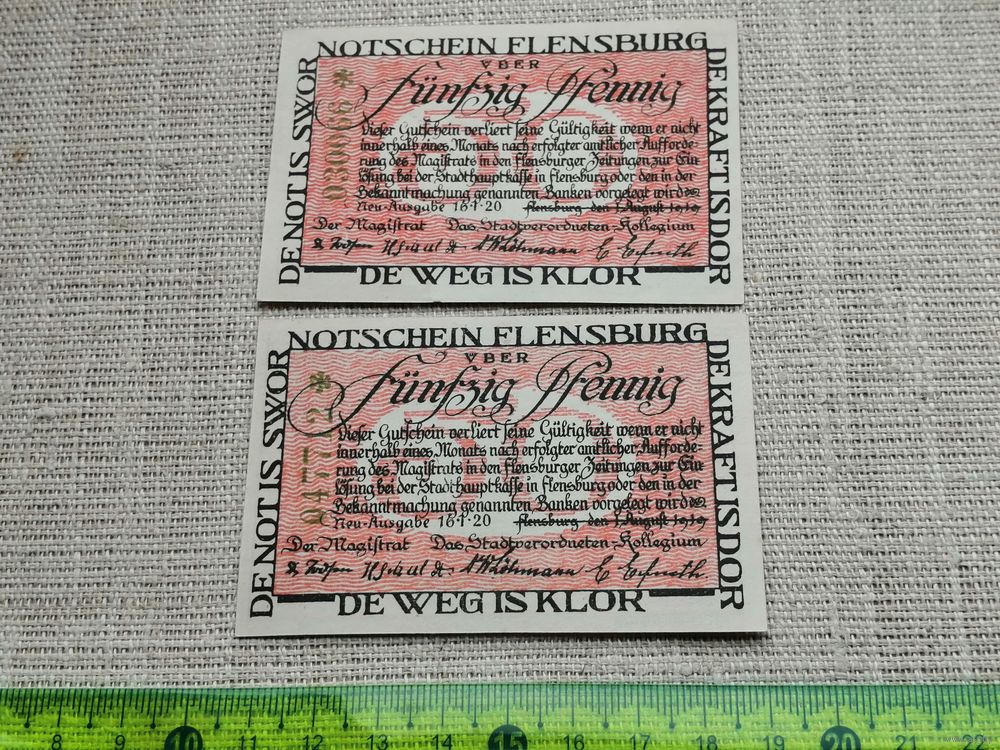 NOTSCHEIN FLENSBURG
ÜBER
Fünfzig Pfennig
Dieser Gutschein verliert seine Gültigkeit wenn er nicht
innerhalb eines Monats nach erfolgter amtlicher Aufforde-
rung des Magistrats in den Flensburger Zeitungen zur Ein-
lösung bei der Stadthauptkasse in Flensburg oder den in der
Bekanntmachung genannten Banken vorgelegt wird
Neu-Ausgabe 16·1·20 Flensburg den 1. August 1919
Der Magistrat Das Stadtverordneten-Kollegium
DE NOT IS SWOR
DE KRAFT IS DOR
DE WEG IS KLOR
NOTSCHEIN FLENSBURG
ÜBER
Fünfzig Pfennig
Dieser Gutschein verliert seine Gültigkeit wenn er nicht
innerhalb eines Monats nach erfolgter amtlicher Aufforde-
rung des Magistrats in den Flensburger Zeitungen zur Ein-
lösung bei der Stadthauptkasse in Flensburg oder den in der
Bekanntmachung genannten Banken vorgelegt wird
Neu-Ausgabe 16·1·20 Flensburg den 1. August 1919
Der Magistrat Das Stadtverordneten-Kollegium
DE NOT IS SWOR
DE KRAFT IS DOR
DE WEG IS KLOR
8 9 10 11 12 13 14 15 16 17 18 19 20 21 22